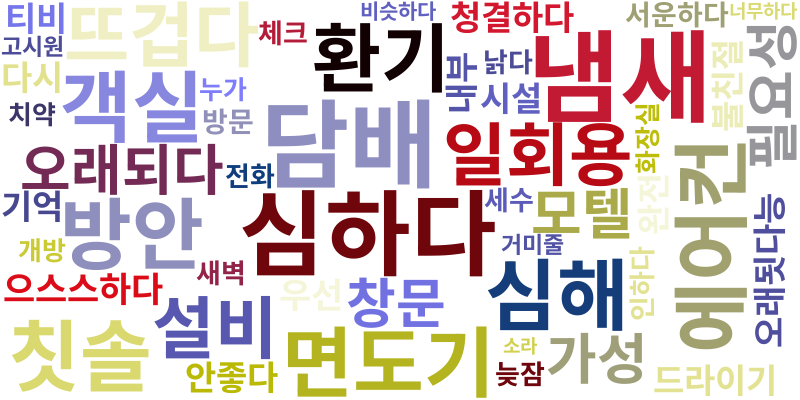 티비
뜨겁다
체크
비슷하다
청결하다
서운하다
너무하다
고시원
환기
다시
객실
누가
내부
낡다
냄새
불친절
필요성
치약
방문
담배
시설
일회용
화장실
오래되다
전화
에어컨
기억
방안
심하다
세수
모텔
완전
오래됫다능
개방
새벽
거미줄
으스스하다
설비
우선
창문
심해
인하다
칫솔
안좋다
면도기
소라
늦잠
가성
드라이기